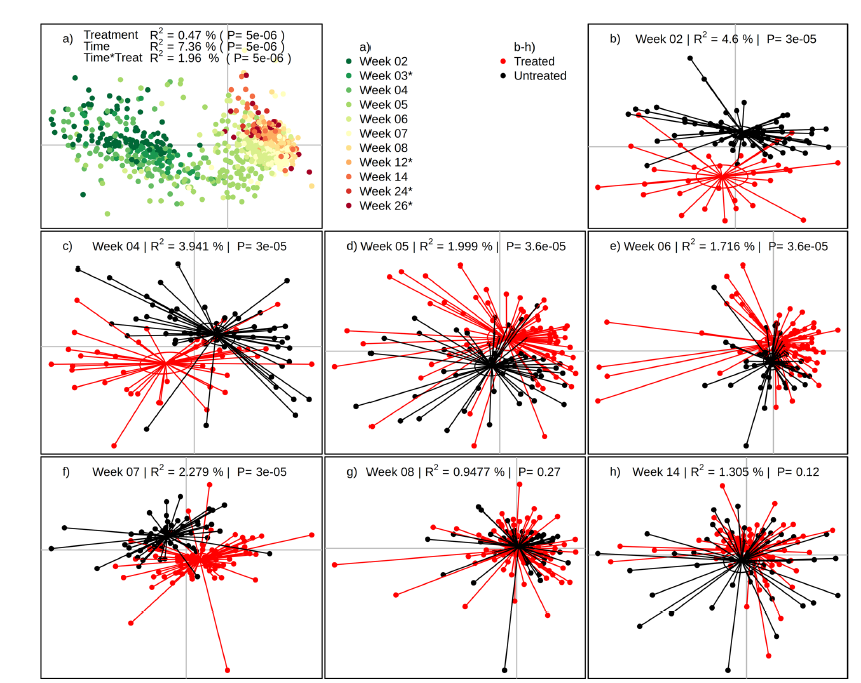 a) Treatment R² = 0.47 % ( P= 5e-06 )
Time R² = 7.36 % ( P= 5e-06 )
Time*Treat R² = 1.96 % ( P= 5e-06 )
a)
Week 02
Week 03*
Week 04
Week 05
Week 06
Week 07
Week 08
Week 12*
Week 14
Week 24*
Week 26*
b-h)
Treated
Untreated
b) Week 02 | R² = 4.6 % | P= 3e-05
c) Week 04 | R² = 3.941 % | P= 3e-05
d) Week 05 | R² = 1.999 % | P= 3.6e-05
e) Week 06 | R² = 1.716 % | P= 3.6e-05
f) Week 07 | R² = 2.279 % | P= 3e-05
g) Week 08 | R² = 0.9477 % | P= 0.27
h) Week 14 | R² = 1.305 % | P= 0.12